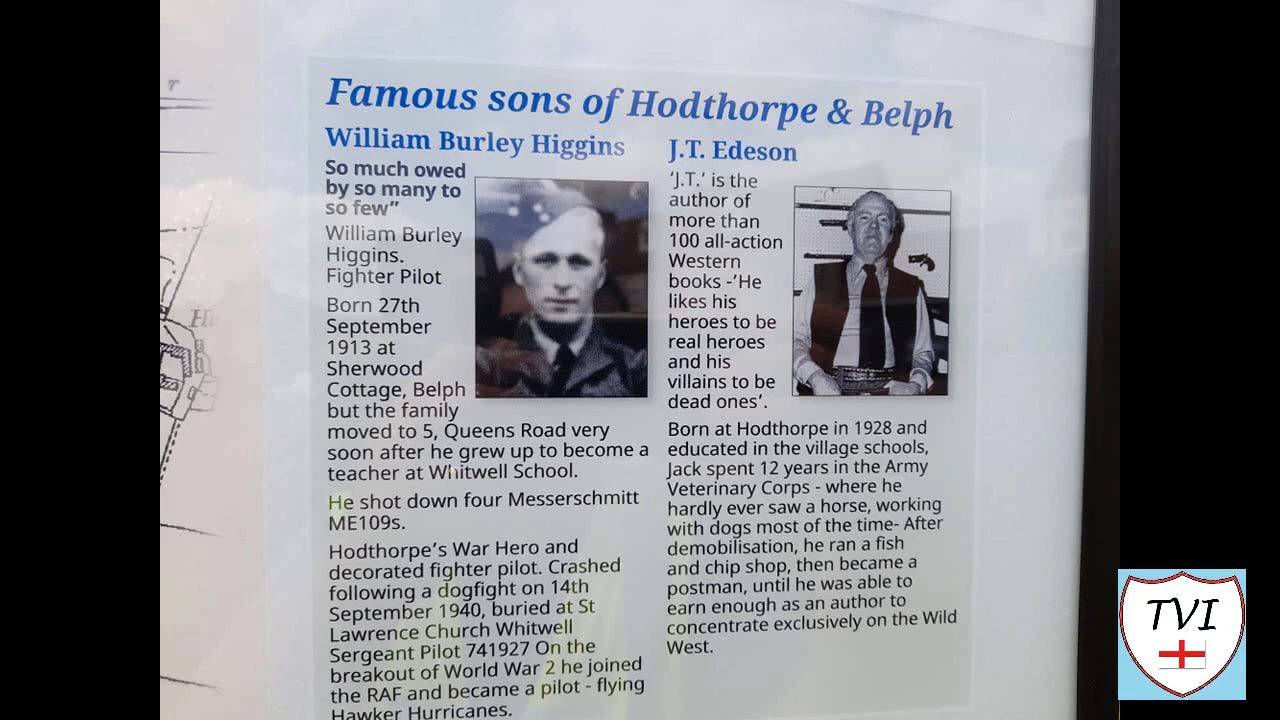 Famous sons of Hodthorpe & Belph
William Burley Higgins
So much owed
by so many to
so few”
William Burley
Higgins.
Fighter Pilot
Born 27th
September
1913 at
Sherwood
Cottage, Belph
but the family
moved to 5, Queens Road very
soon after he grew up to become a
teacher at Whitwell School.
He shot down four Messerschmitt
ME109s.
Hodthorpe’s War Hero and
decorated fighter pilot. Crashed
following a dogfight on 14th
September 1940, buried at St
Lawrence Church Whitwell
Sergeant Pilot 741927 On the
breakout of World War 2 he joined
the RAF and became a pilot - flying
Hawker Hurricanes.
J.T. Edeson
‘J.T.’ is the
author of
more than
100 all-action
Western
books -’He
likes his
heroes to be
real heroes
and his
villains to be
dead ones’.
Born at Hodthorpe in 1928 and
educated in the village schools,
Jack spent 12 years in the Army
Veterinary Corps - where he
hardly ever saw a horse, working
with dogs most of the time- After
demobilisation, he ran a fish
and chip shop, then became a
postman, until he was able to
earn enough as an author to
concentrate exclusively on the Wild
West.
TVI